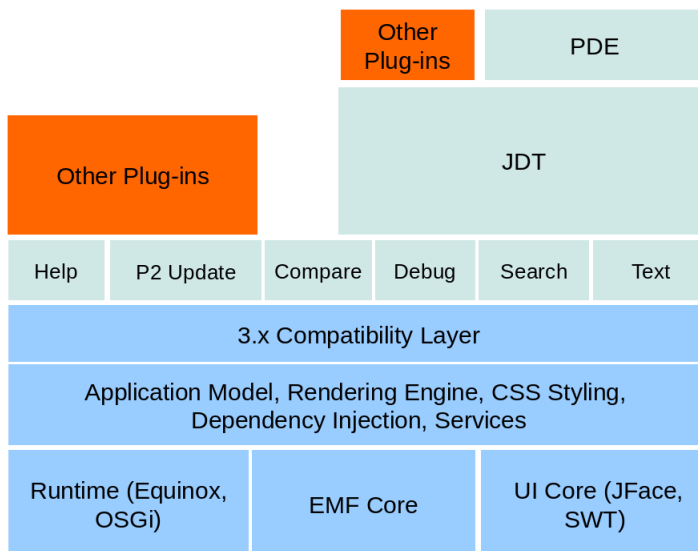 Other
Plug-ins
PDE
JDT
Other Plug-ins
Help
P2 Update
Compare
Debug
Search
Text
3.x Compatibility Layer
Application Model, Rendering Engine, CSS Styling,
Dependency Injection, Services
Runtime (Equinox,
OSGi)
EMF Core
UI Core (JFace,
SWT)